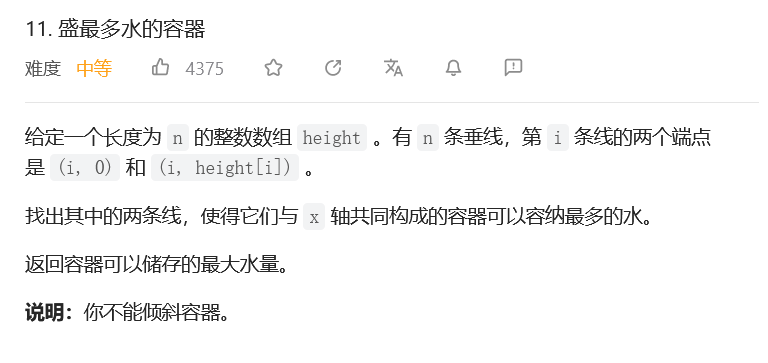 11. 盛最多水的容器
难度 中等 4375
给定一个长度为 n 的整数数组 height 。有 n 条垂线，第 i 条线的两个端点
是 (i, 0) 和 (i, height[i]) 。
找出其中的两条线，使得它们与 x 轴共同构成的容器可以容纳最多的水。
返回容器可以储存的最大水量。
说明：你不能倾斜容器。